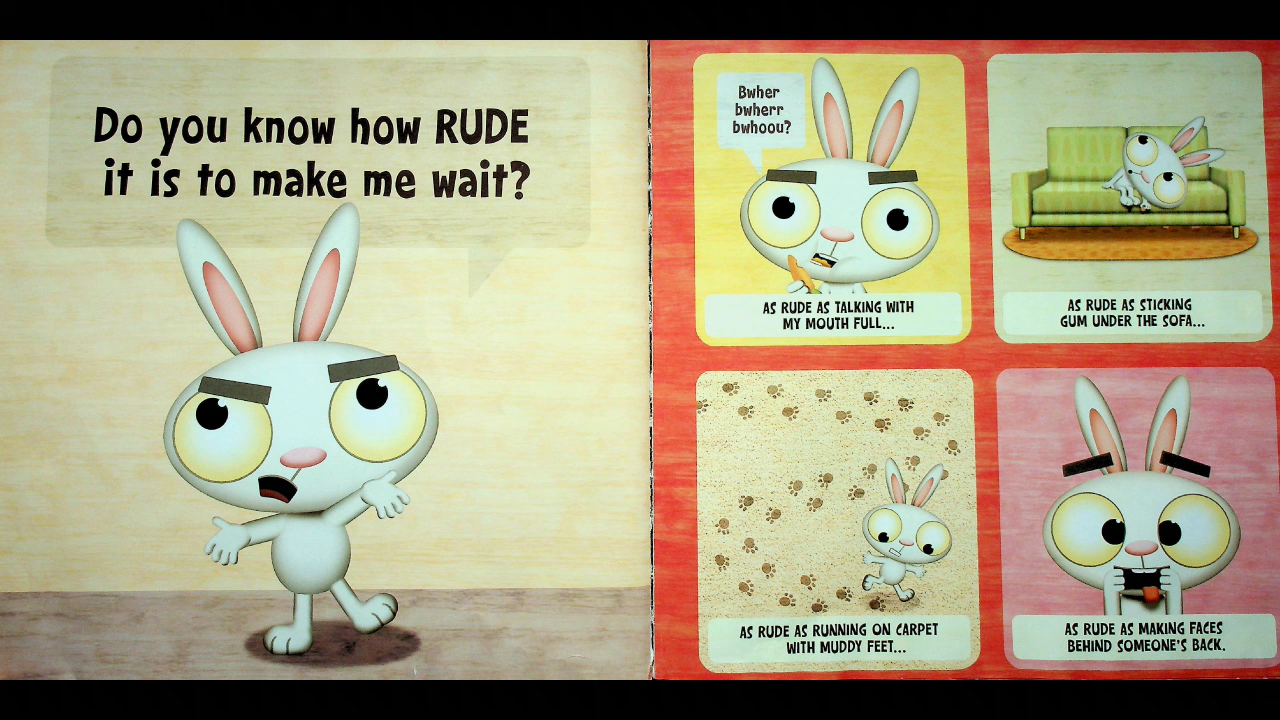 Do you know how RUDE
it is to make me wait?
Bwher
bwherr
bwhoou?
AS RUDE AS TALKING WITH
MY MOUTH FULL...
AS RUDE AS STICKING
GUM UNDER THE SOFA...
AS RUDE AS RUNNING ON CARPET
WITH MUDDY FEET...
AS RUDE AS MAKING FACES
BEHIND SOMEONE'S BACK.